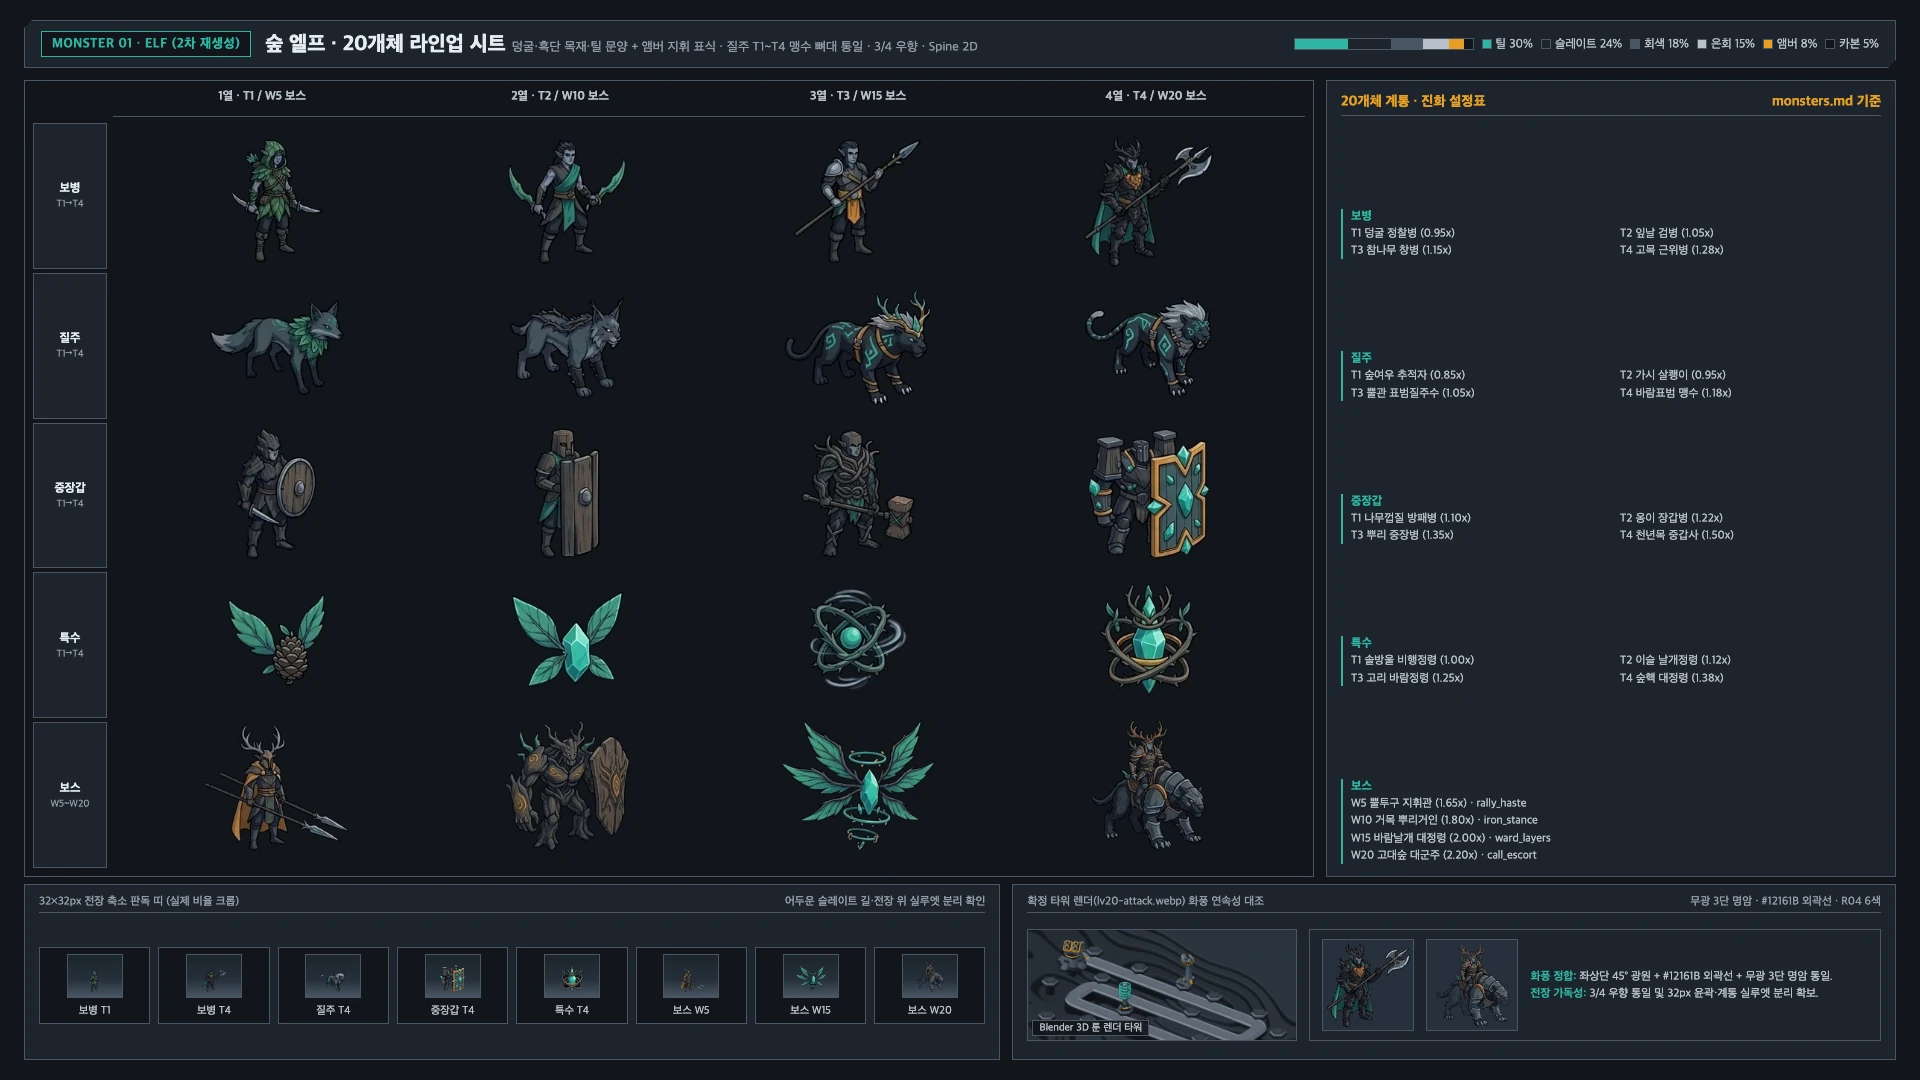 MONSTER 01 · ELF (2차 재생성)
숲 엘프 · 20개체 라인업 시트
덩굴·흑단 목재·틸 문양 + 앰버 지휘 표식 · 질주 T1~T4 맹수 뼈대 통일 · 3/4 우향 · Spine 2D
틸 30%
슬레이트 24%
회색 18%
은회 15%
앰버 8%
카본 5%
1열 · T1 / W5 보스
2열 · T2 / W10 보스
3열 · T3 / W15 보스
4열 · T4 / W20 보스
보병
T1→T4
질주
T1→T4
중장갑
T1→T4
특수
T1→T4
보스
W5~W20
20개체 계통 · 진화 설정표
monsters.md 기준
보병
T1 덩굴 정찰병 (0.95x)
T2 잎날 검병 (1.05x)
T3 참나무 창병 (1.15x)
T4 고목 근위병 (1.28x)
질주
T1 숲여우 추적자 (0.85x)
T2 가시 살쾡이 (0.95x)
T3 뿔관 표범질주수 (1.05x)
T4 바람표범 맹수 (1.18x)
중장갑
T1 나무껍질 방패병 (1.10x)
T2 옹이 장갑병 (1.22x)
T3 뿌리 중장병 (1.35x)
T4 천년목 중갑사 (1.50x)
특수
T1 솔방울 비행정령 (1.00x)
T2 이슬 날개정령 (1.12x)
T3 고리 바람정령 (1.25x)
T4 숲핵 대정령 (1.38x)
보스
W5 뿔투구 지휘관 (1.65x) · rally_haste
W10 거목 뿌리거인 (1.80x) · iron_stance
W15 바람날개 대정령 (2.00x) · ward_layers
W20 고대숲 대군주 (2.20x) · call_escort
32×32px 전장 축소 판독 띠 (실제 비율 크롭)
어두운 슬레이트 길·전장 위 실루엣 분리 확인
보병 T1
보병 T4
질주 T4
중장갑 T4
특수 T4
보스 W5
보스 W15
보스 W20
확정 타워 렌더(lv20-attack.webp) 화풍 연속성 대조
무광 3단 명암 · #12161B 외곽선 · R04 6색
Blender 3D 툰 렌더 타워
화풍 정합: 좌상단 45° 광원 + #12161B 외곽선 + 무광 3단 명암 통일.
전장 가독성: 3/4 우향 통일 및 32px 윤곽·계통 실루엣 분리 확보.